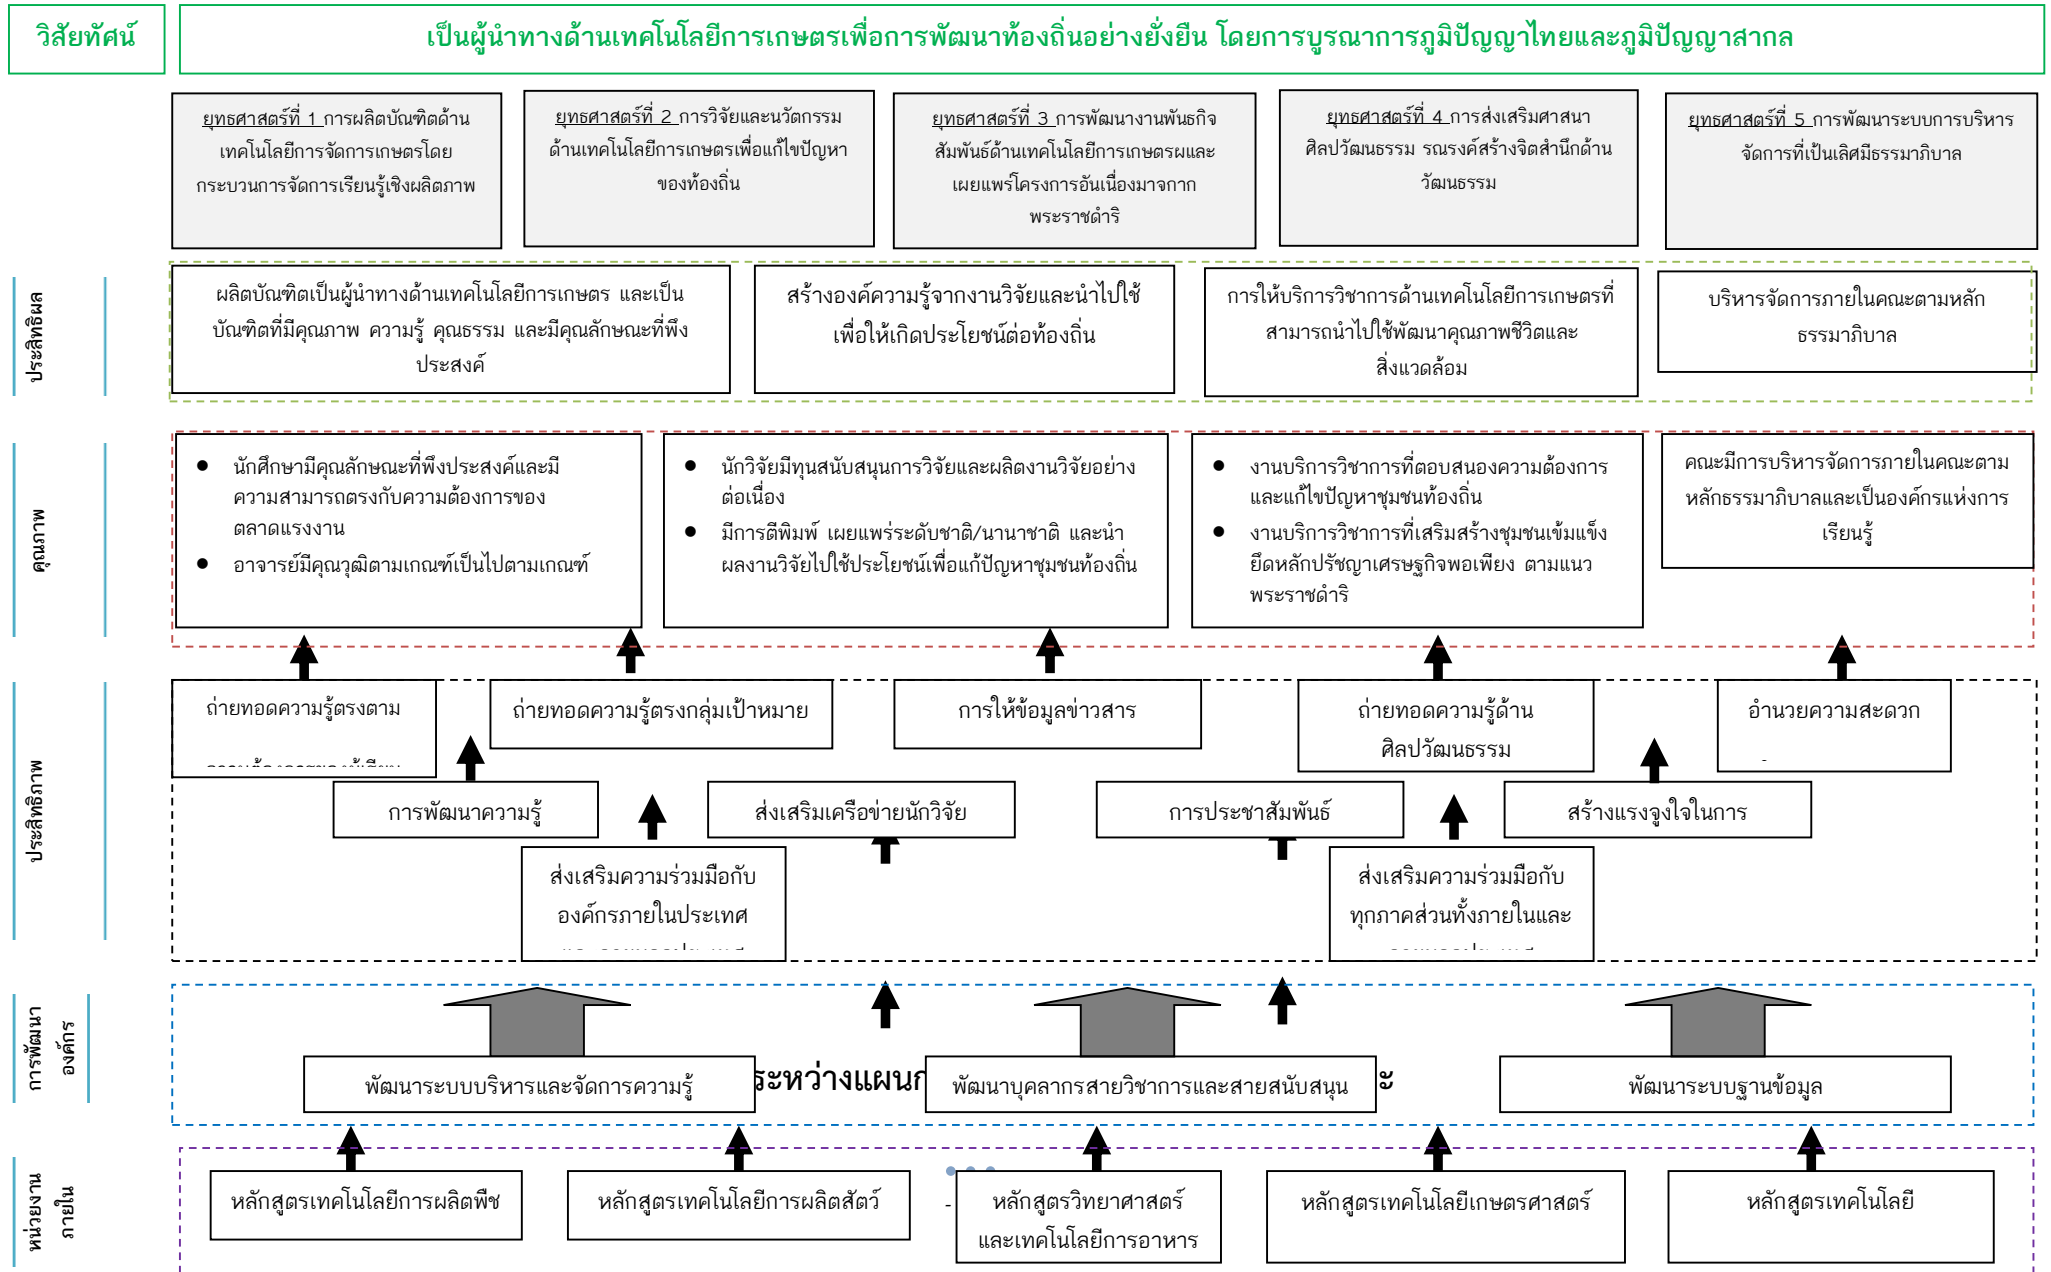 วิสัยทัศน์
เป็นผู้นำทางด้านเทคโนโลยีการเกษตรเพื่อการพัฒนาท้องถิ่นอย่างยั่งยืน โดยการบูรณาการภูมิปัญญาไทยและภูมิปัญญาสากล
ยุทธศาสตร์ที่ 1 การผลิตบัณฑิตด้าน
เทคโนโลยีการจัดการเกษตรโดย
กระบวนการจัดการเรียนรู้เชิงผลิตภาพ
ยุทธศาสตร์ที่ 2 การวิจัยและนวัตกรรม
ด้านเทคโนโลยีการเกษตรเพื่อแก้ไขปัญหา
ของท้องถิ่น
ยุทธศาสตร์ที่ 3 การพัฒนางานพันธกิจ
สัมพันธ์ด้านเทคโนโลยีการเกษตรผและ
เผยแพร่โครงการอันเนื่องมาจกาก
พระราชดำริ
ยุทธศาสตร์ที่ 4 การส่งเสริมศาสนา
ศิลปวัฒนธรรม รณรงค์สร้างจิตสำนึกด้าน
วัฒนธรรม
ยุทธศาสตร์ที่ 5 การพัฒนาระบบการบริหาร
จัดการที่เป้นเลิศมีธรรมาภิบาล
ประสิทธิผล
ผลิตบัณฑิตเป็นผู้นำทางด้านเทคโนโลยีการเกษตร และเป็น
บัณฑิตที่มีคุณภาพ ความรู้ คุณธรรม และมีคุณลักษณะที่พึง
ประสงค์
สร้างองค์ความรู้จากงานวิจัยและนำไปใช้
เพื่อให้เกิดประโยชน์ต่อท้องถิ่น
การให้บริการวิชาการด้านเทคโนโลยีการเกษตรที่
สามารถนำไปใช้พัฒนาคุณภาพชีวิตและ
สิ่งแวดล้อม
บริหารจัดการภายในคณะตามหลัก
ธรรมาภิบาล
คุณภาพ
● นักศึกษามีคุณลักษณะที่พึงประสงค์และมี
ความสามารถตรงกับความต้องการของ
ตลาดแรงงาน
● อาจารย์มีคุณวุฒิตามเกณฑ์เป็นไปตามเกณฑ์
● นักวิจัยมีทุนสนับสนุนการวิจัยและผลิตงานวิจัยอย่าง
ต่อเนื่อง
● มีการตีพิมพ์ เผยแพร่ระดับชาติ/นานาชาติ และนำ
ผลงานวิจัยไปใช้ประโยชน์เพื่อแก้ปัญหาชุมชนท้องถิ่น
● งานบริการวิชาการที่ตอบสนองความต้องการ
และแก้ไขปัญหาชุมชนท้องถิ่น
● งานบริการวิชาการที่เสริมสร้างชุมชนเข้มแข็ง
ยึดหลักปรัชญาเศรษฐกิจพอเพียง ตามแนว
พระราชดำริ
คณะมีการบริหารจัดการภายในคณะตาม
หลักธรรมาภิบาลและเป็นองค์กรแห่งการ
เรียนรู้
ประสิทธิภาพ
ถ่ายทอดความรู้ตรงตาม
ถ่ายทอดความรู้ตรงกลุ่มเป้าหมาย
การให้ข้อมูลข่าวสาร
ถ่ายทอดความรู้ด้าน
ศิลปวัฒนธรรม
อำนวยความสะดวก
การพัฒนาความรู้
ส่งเสริมเครือข่ายนักวิจัย
การประชาสัมพันธ์
สร้างแรงจูงใจในการ
ส่งเสริมความร่วมมือกับ
องค์กรภายในประเทศ
ส่งเสริมความร่วมมือกับ
ทุกภาคส่วนทั้งภายในและ
การพัฒนา
องค์กร
พัฒนาระบบบริหารและจัดการความรู้
ระหว่างแผนก
พัฒนาบุคลากรสายวิชาการและสายสนับสนุน
ะ
พัฒนาระบบฐานข้อมูล
หน่วยงาน
ภายใน
หลักสูตรเทคโนโลยีการผลิตพืช
หลักสูตรเทคโนโลยีการผลิตสัตว์
-
หลักสูตรวิทยาศาสตร์
และเทคโนโลยีการอาหาร
หลักสูตรเทคโนโลยีเกษตรศาสตร์
หลักสูตรเทคโนโลยี